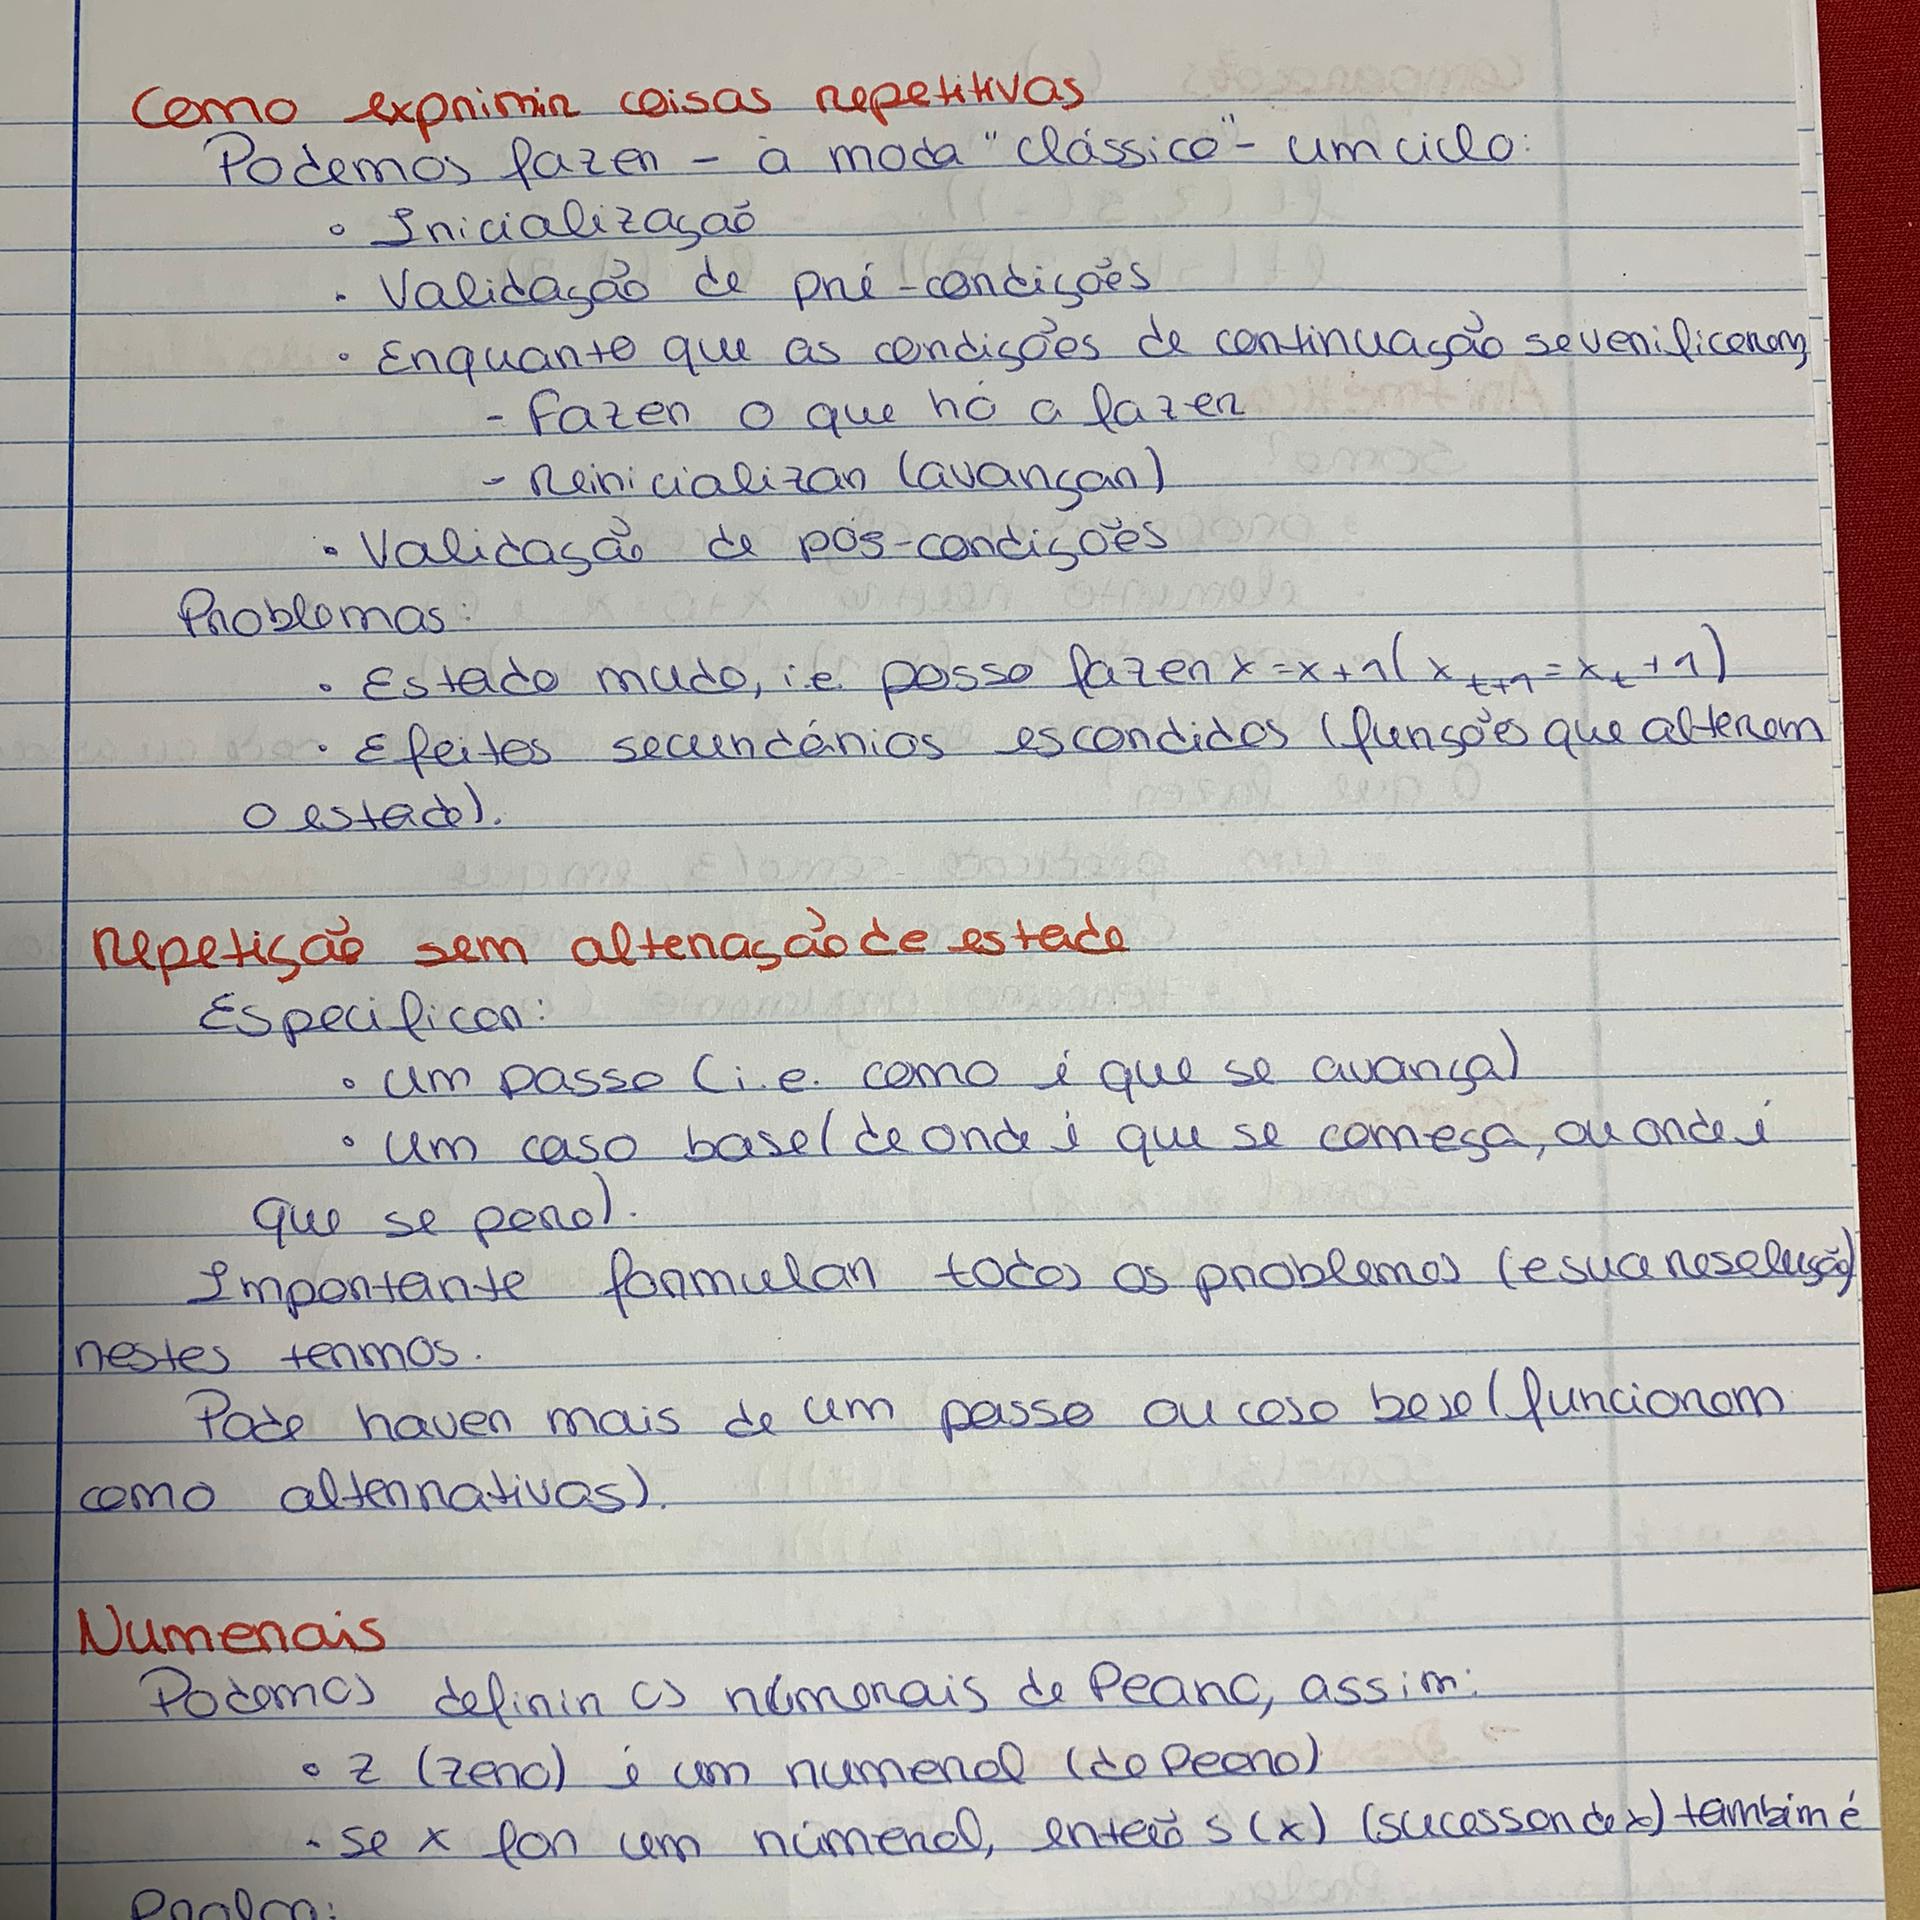 Como exprimir coisas repetitivas
Podemos fazer - à moda "clássico" - um ciclo:
• Inicialização
• Validação de pré-condições
• Enquanto que as condições de continuação se verificarem,
- Fazer o que há a fazer
- Reinicializar (avançar)
• Validação de pós-condições
Problemas:
• Estado mudo, i.e. posso fazer x=x+1 (x_{t+1}=x_t+1)
• Efeitos secundários escondidos (funções que alteram
o estado).
Repetição sem alteração de estado
Especificar:
• um passo (i.e. como é que se avança)
• um caso base (de onde é que se começa, ou onde é
que se para).
Importante formular todos os problemas (e sua resolução)
nestes termos.
Pode haver mais de um passo ou caso base (funcionam
como alternativas).
Numerais
Podemos definir os númerais de Peano, assim:
• z (zero) é um numeral (de Peano)
• se x for um númeral, então s(x) (sucessor de x) também é
Prolog: